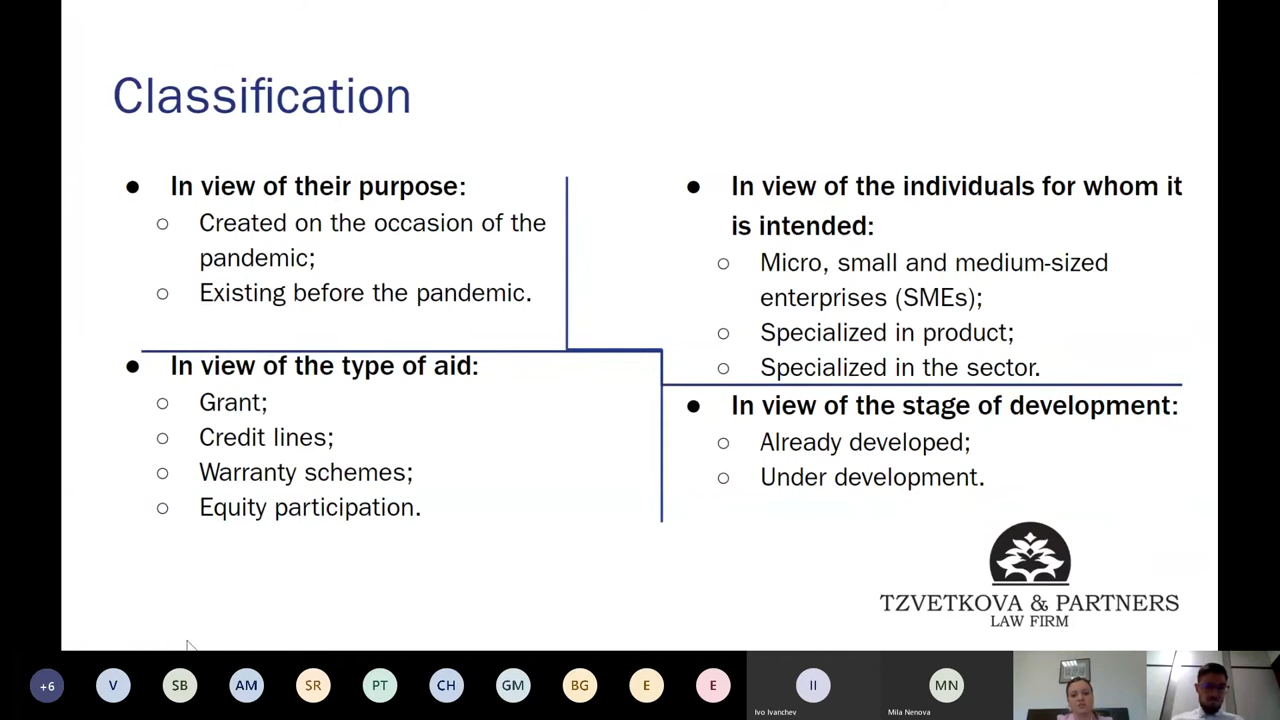 Classification
● In view of their purpose:
○ Created on the occasion of the
pandemic;
○ Existing before the pandemic.
● In view of the type of aid:
○ Grant;
○ Credit lines;
○ Warranty schemes;
○ Equity participation.
● In view of the individuals for whom it
is intended:
○ Micro, small and medium-sized
enterprises (SMEs);
○ Specialized in product;
○ Specialized in the sector.
● In view of the stage of development:
○ Already developed;
○ Under development.
TZVETKOVA & PARTNERS
LAW FIRM
+6 V SB AM SR PT CH GM BG E E II MN
Ivo Ivanchev Mila Nenova